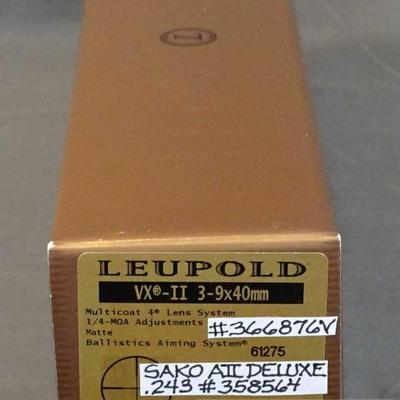 LEUPOLD
VX®-II 3-9x40mm
Multicoat 4® Lens System
1/4-MOA Adjustments
#366876V
Matte
Ballistics Aiming System®
61275
SAKO AII DELUXE
.243 #358564